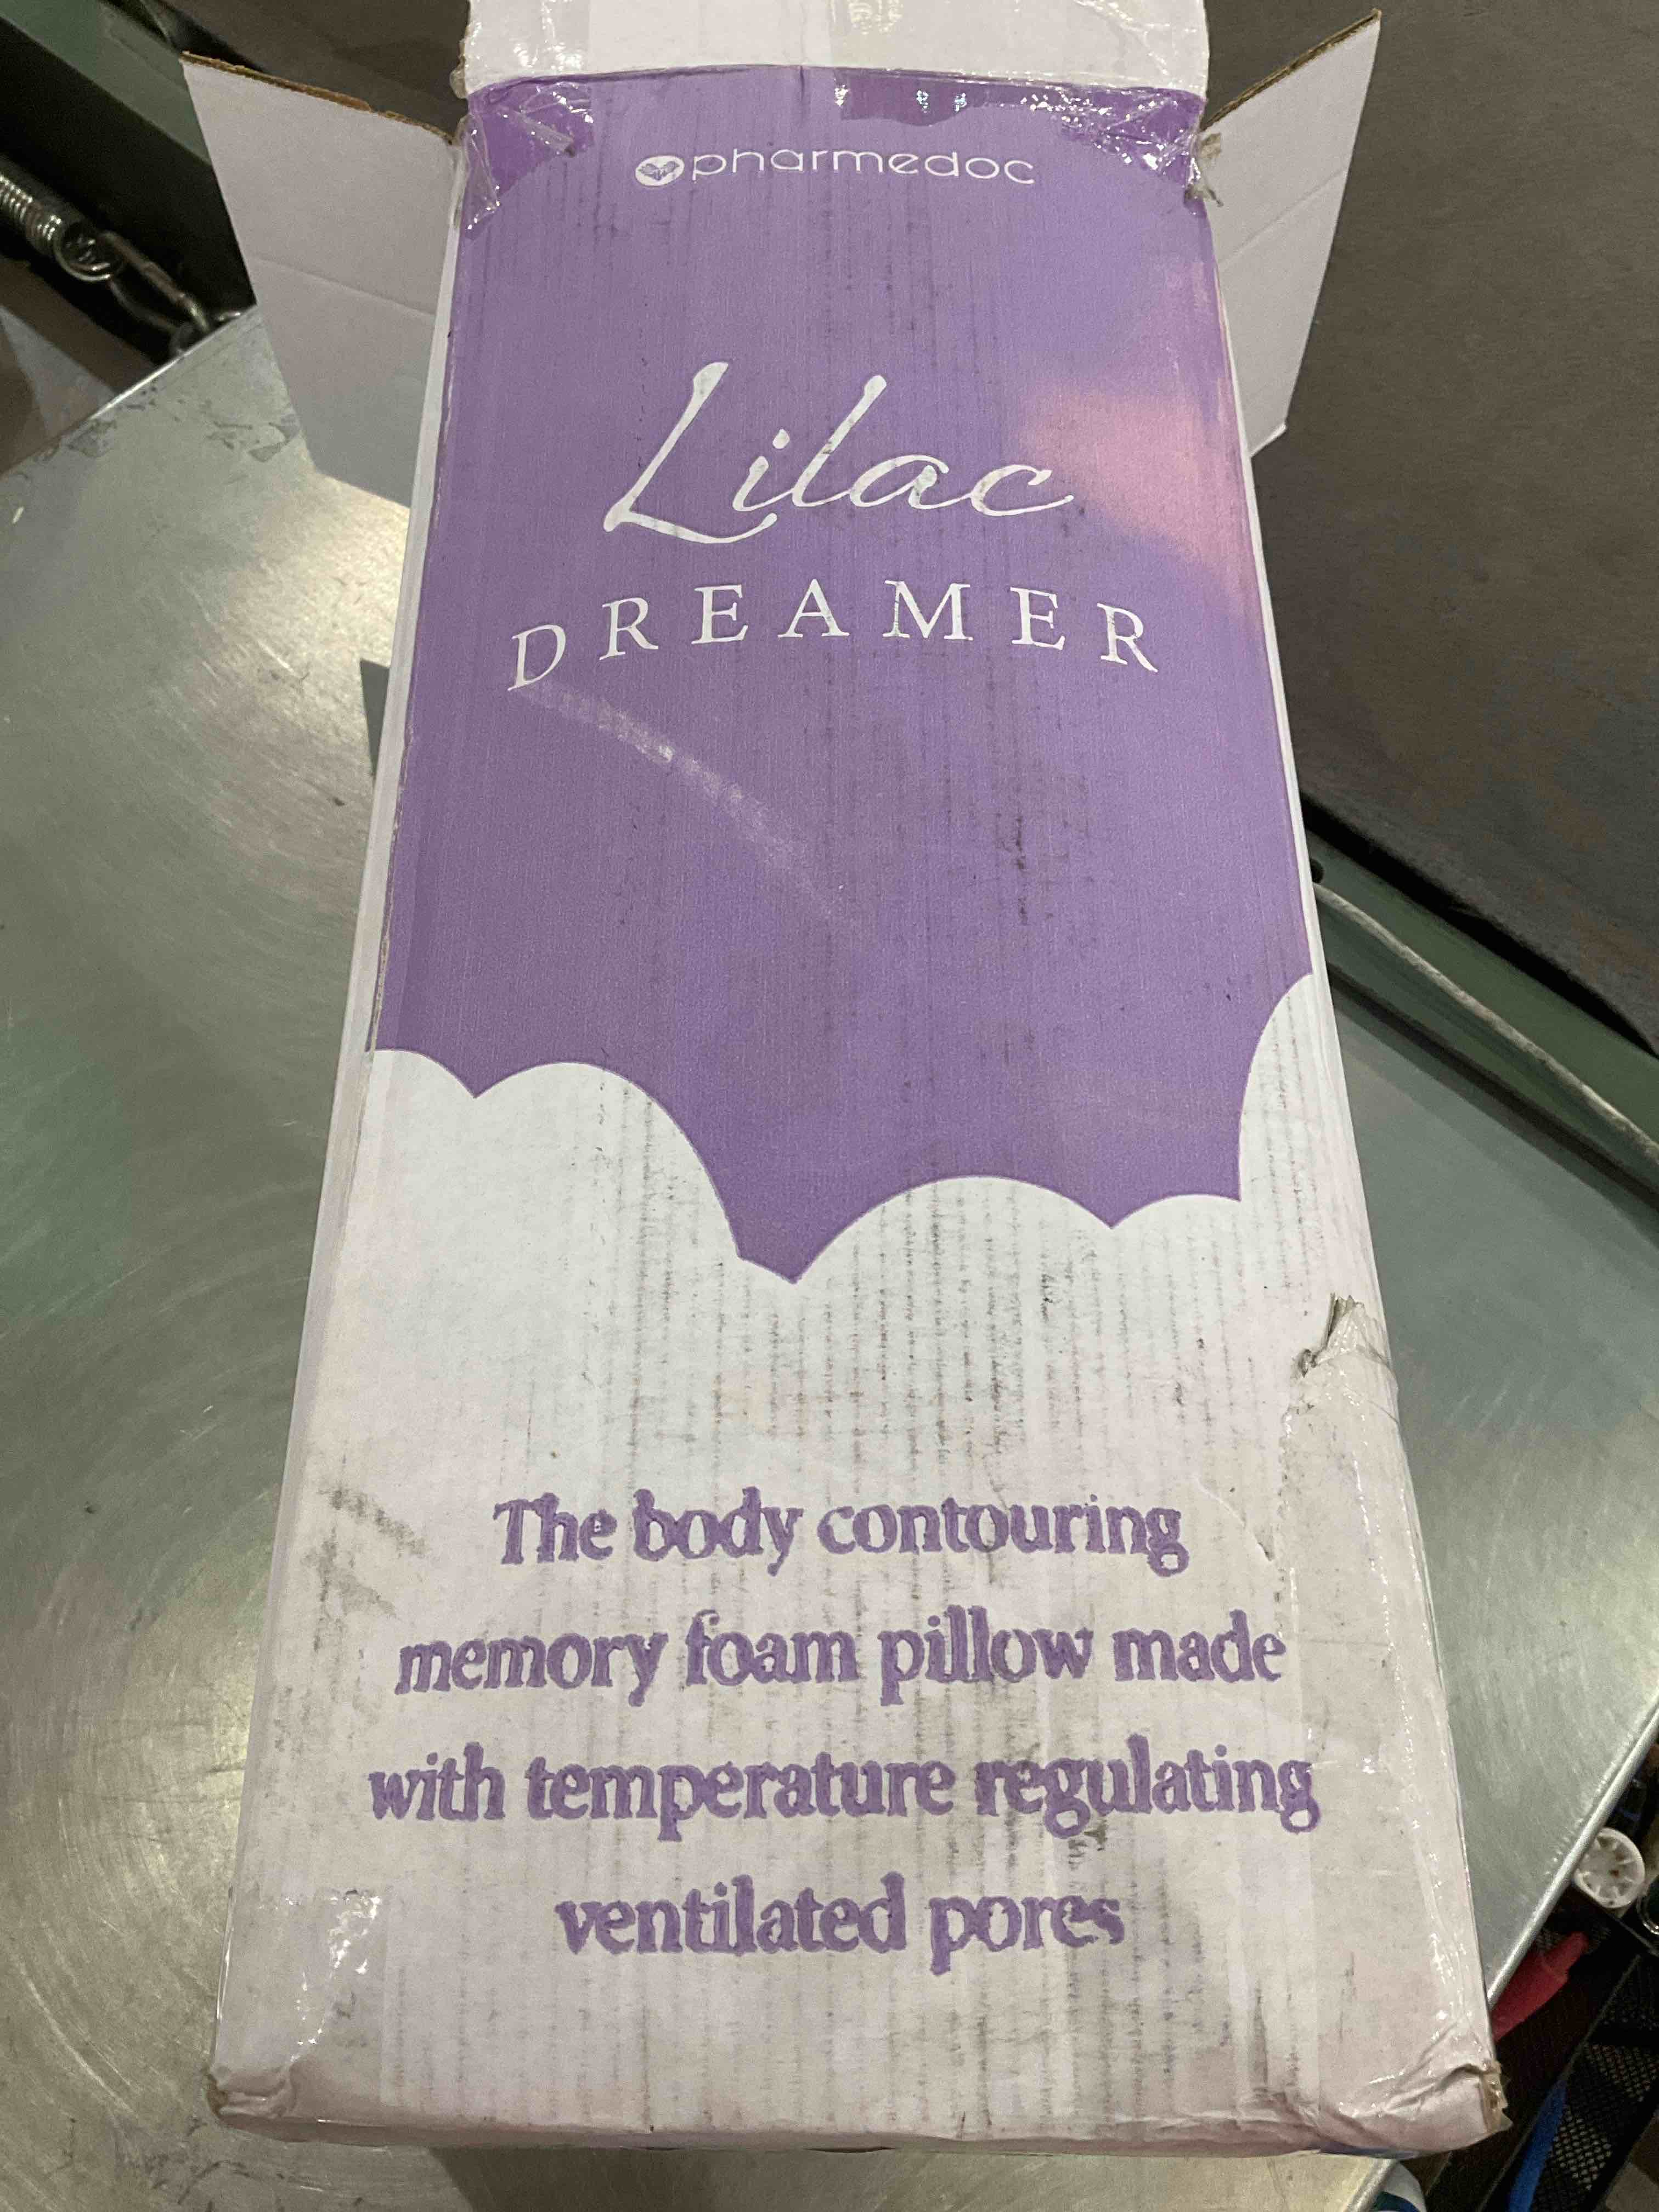 pharmedoc
Lilac
DREAMER
The body contouring
memory foam pillow made
with temperature regulating
ventilated pores